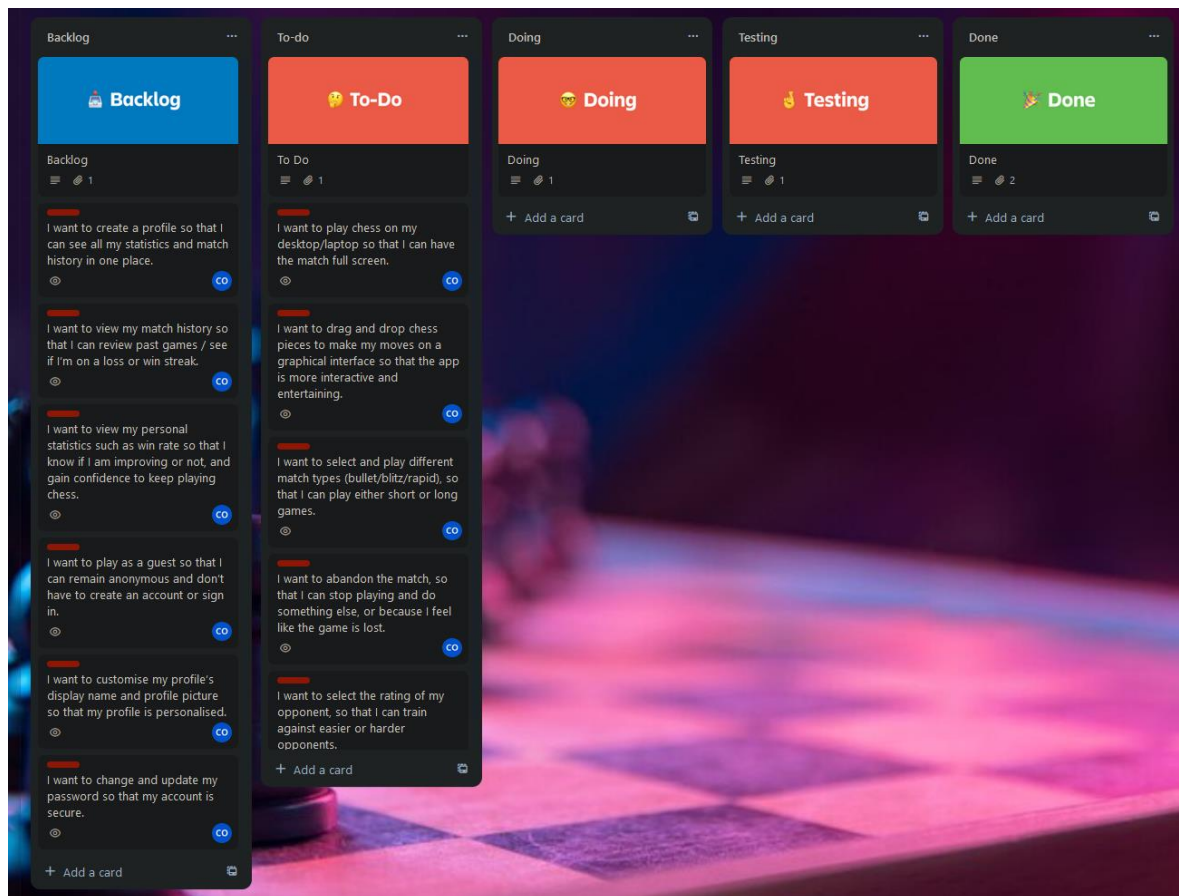 Backlog
Backlog
Backlog
1
I want to create a profile so that I
can see all my statistics and match
history in one place.
CO
I want to view my match history so
that I can review past games / see
if I'm on a loss or win streak.
CO
I want to view my personal
statistics such as win rate so that I
know if I am improving or not, and
gain confidence to keep playing
chess.
CO
I want to play as a guest so that I
can remain anonymous and don't
have to create an account or sign
in.
CO
I want to customise my profile's
display name and profile picture
so that my profile is personalised.
CO
I want to change and update my
password so that my account is
secure.
CO
+ Add a card
To-do
To-Do
To Do
1
I want to play chess on my
desktop/laptop so that I can have
the match full screen.
CO
I want to drag and drop chess
pieces to make my moves on a
graphical interface so that the app
is more interactive and
entertaining.
CO
I want to select and play different
match types (bullet/blitz/rapid), so
that I can play either short or long
games.
CO
I want to abandon the match, so
that I can stop playing and do
something else, or because I feel
like the game is lost.
CO
I want to select the rating of my
opponent, so that I can train
against easier or harder
opponents.
+ Add a card
Doing
Doing
Doing
1
+ Add a card
Testing
Testing
Testing
1
+ Add a card
Done
Done
Done
2
+ Add a card